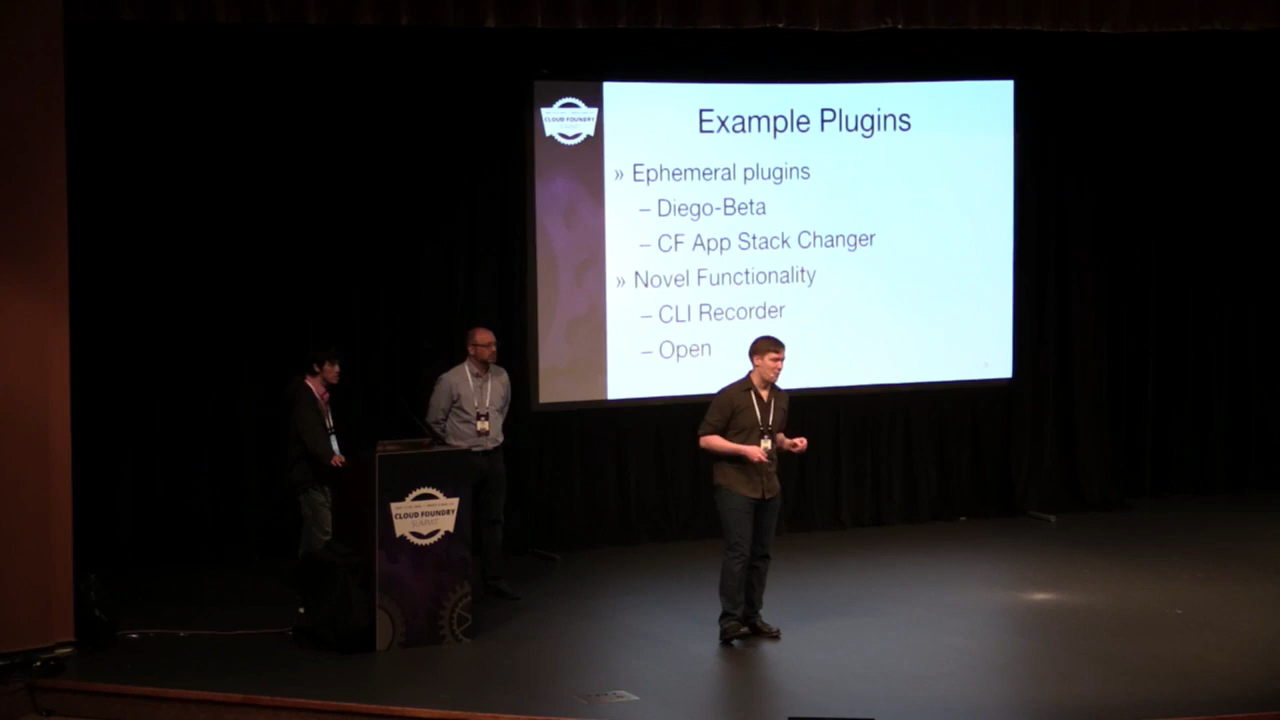 CLOUD FOUNDRY
Example Plugins
» Ephemeral plugins
– Diego-Beta
– CF App Stack Changer
» Novel Functionality
– CLI Recorder
– Open
CLOUD FOUNDRY
SUMMIT